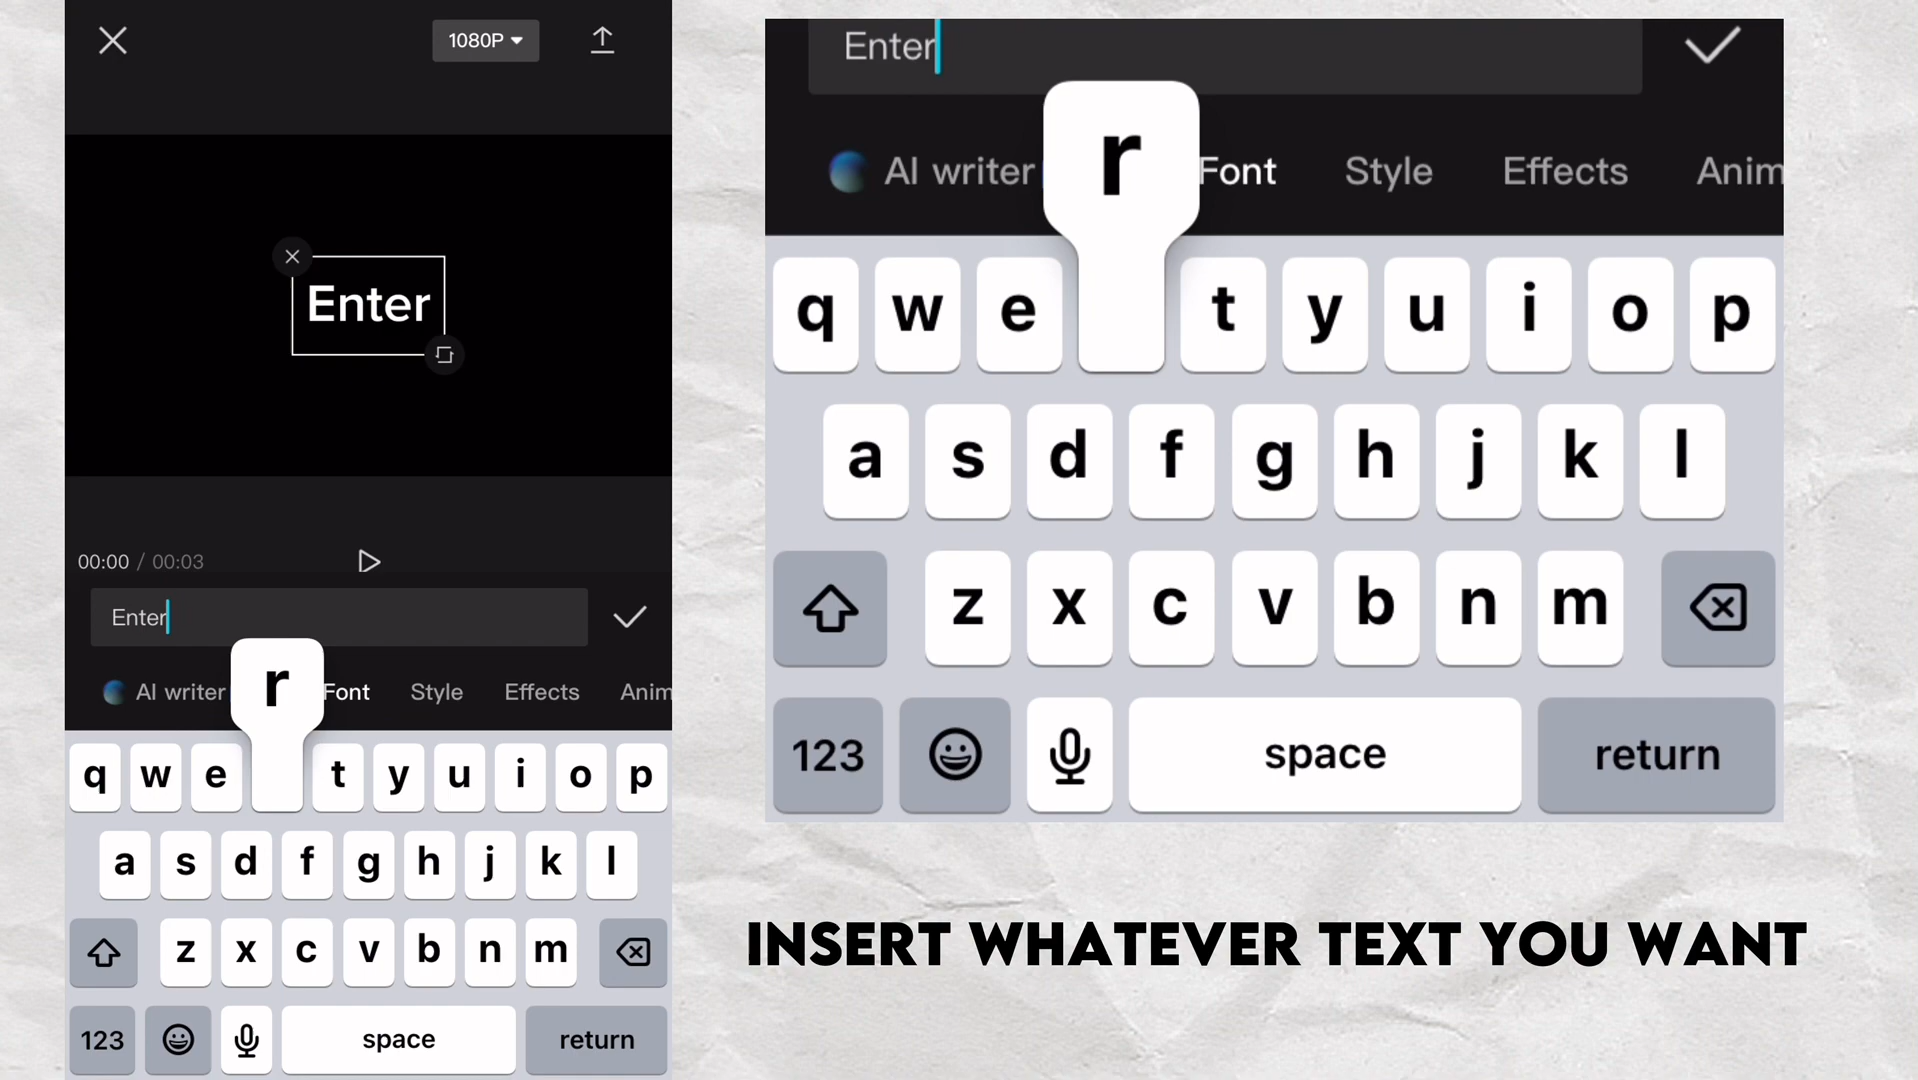 1080P
Enter
00:00 / 00:03
Enter
AI writer
Font
Style
Effects
Anim
r
q w e t y u i o p
a s d f g h j k l
z x c v b n m
123
space
return
Enter
r
AI writer
Font
Style
Effects
Anim
q w e t y u i o p
a s d f g h j k l
z x c v b n m
123
space
return
INSERT WHATEVER TEXT YOU WANT